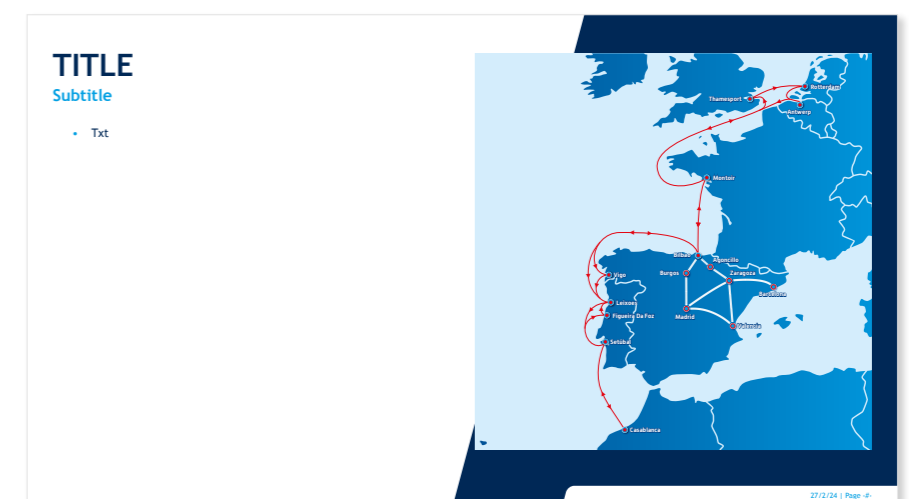 TITLE
Subtitle
• Txt
Rotterdam
Thamesport
Antwerp
Monton
Bilbao
Agoncillo
Burgos
Zaragoza
Vigo
Barcelona
Leixoes
Figueira Da Foz
Madrid
Valencia
Setúbal
Casablanca
27/2/24 | Page -#-